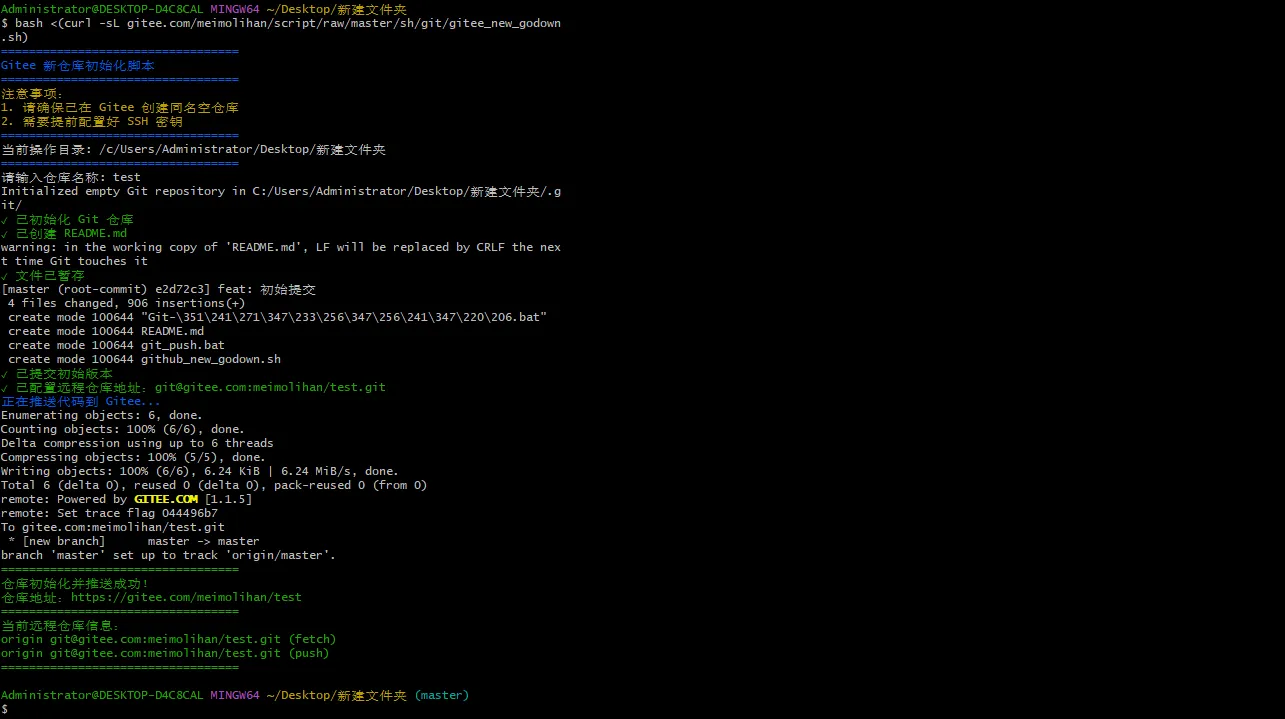 Administrator@DESKTOP-D4C8CAL MINGW64 ~/Desktop/新建文件夹
$ bash <(curl -sL gitee.com/meimolihan/script/raw/master/sh/git/gitee_new_godown
.sh)
==================================
Gitee 新仓库初始化脚本
==================================
注意事项：
1. 请确保已在 Gitee 创建同名空仓库
2. 需要提前配置好 SSH 密钥
==================================
当前操作目录: /c/Users/Administrator/Desktop/新建文件夹
==================================
请输入仓库名称: test
Initialized empty Git repository in C:/Users/Administrator/Desktop/新建文件夹/.g
it/
✓ 已初始化 Git 仓库
✓ 已创建 README.md
warning: in the working copy of 'README.md', LF will be replaced by CRLF the nex
t time Git touches it
✓ 文件已暂存
[master (root-commit) e2d72c3] feat: 初始提交
 4 files changed, 906 insertions(+)
 create mode 100644 "Git-\351\241\271\347\233\256\347\256\241\347\220\206.bat"
 create mode 100644 README.md
 create mode 100644 git_push.bat
 create mode 100644 github_new_godown.sh
✓ 已提交初始版本
✓ 已配置远程仓库地址: git@gitee.com:meimolihan/test.git
正在推送代码到 Gitee...
Enumerating objects: 6, done.
Counting objects: 100% (6/6), done.
Delta compression using up to 6 threads
Compressing objects: 100% (5/5), done.
Writing objects: 100% (6/6), 6.24 KiB | 6.24 MiB/s, done.
Total 6 (delta 0), reused 0 (delta 0), pack-reused 0 (from 0)
remote: Powered by GITEE.COM [1.1.5]
remote: Set trace flag 044496b7
To gitee.com:meimolihan/test.git
 * [new branch]      master -> master
branch 'master' set up to track 'origin/master'.
==================================
仓库初始化并推送成功！
仓库地址: https://gitee.com/meimolihan/test
==================================
当前远程仓库信息：
origin git@gitee.com:meimolihan/test.git (fetch)
origin git@gitee.com:meimolihan/test.git (push)
==================================
Administrator@DESKTOP-D4C8CAL MINGW64 ~/Desktop/新建文件夹 (master)
$